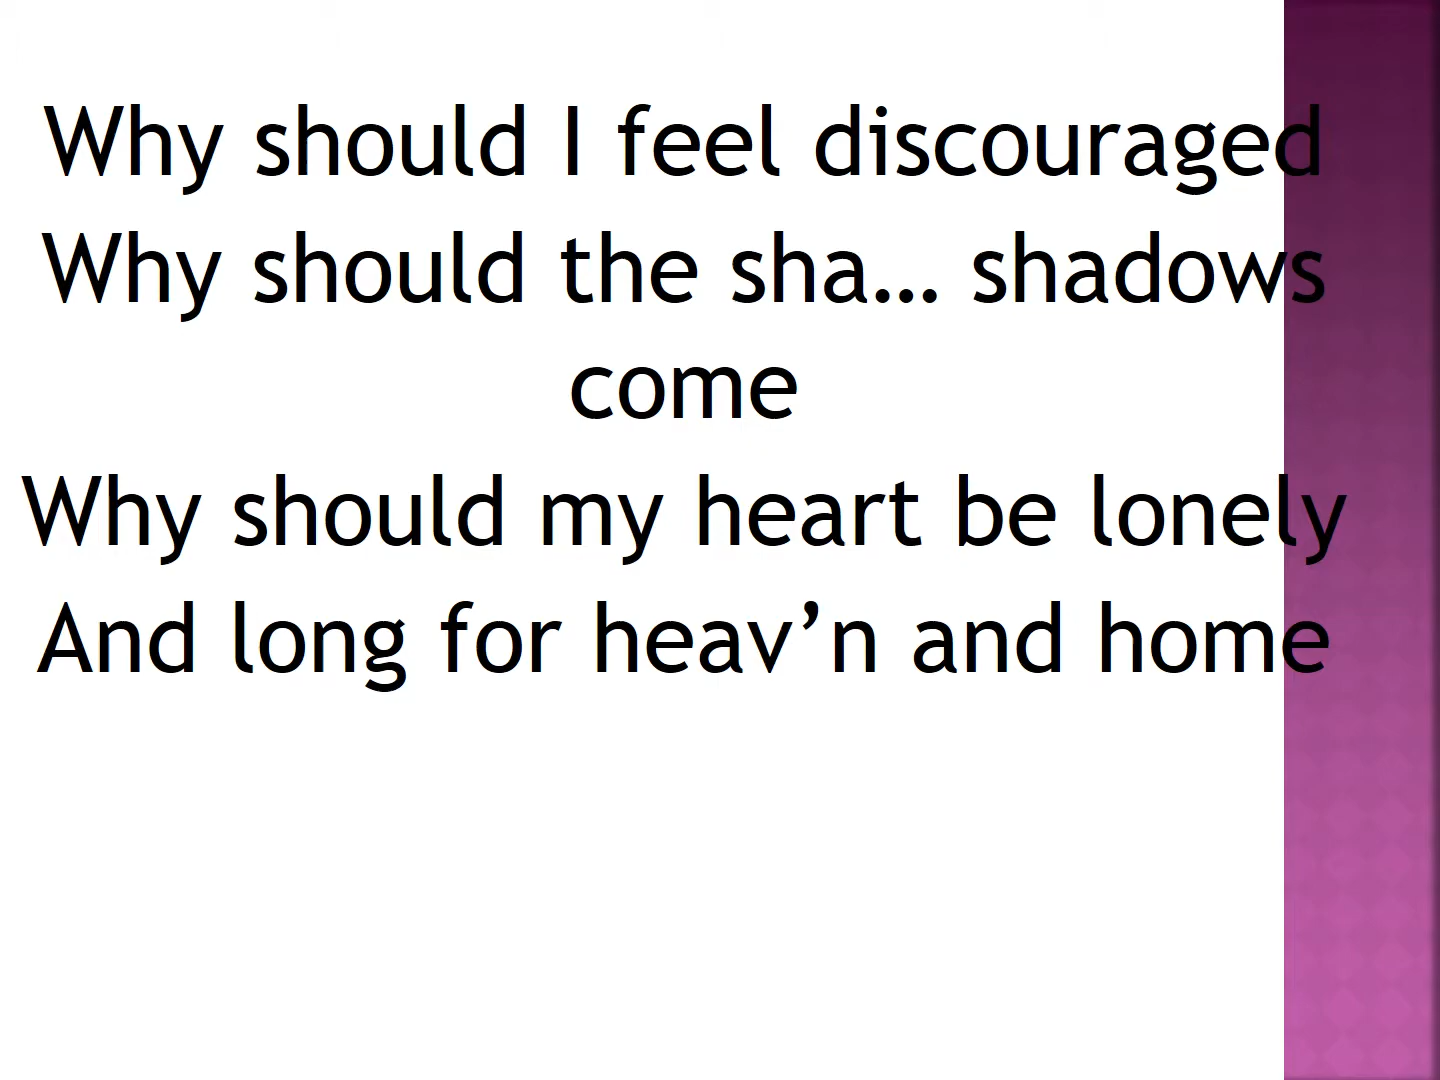 Why should I feel discouraged
Why should the sha… shadows
come
Why should my heart be lonely
And long for heav’n and home